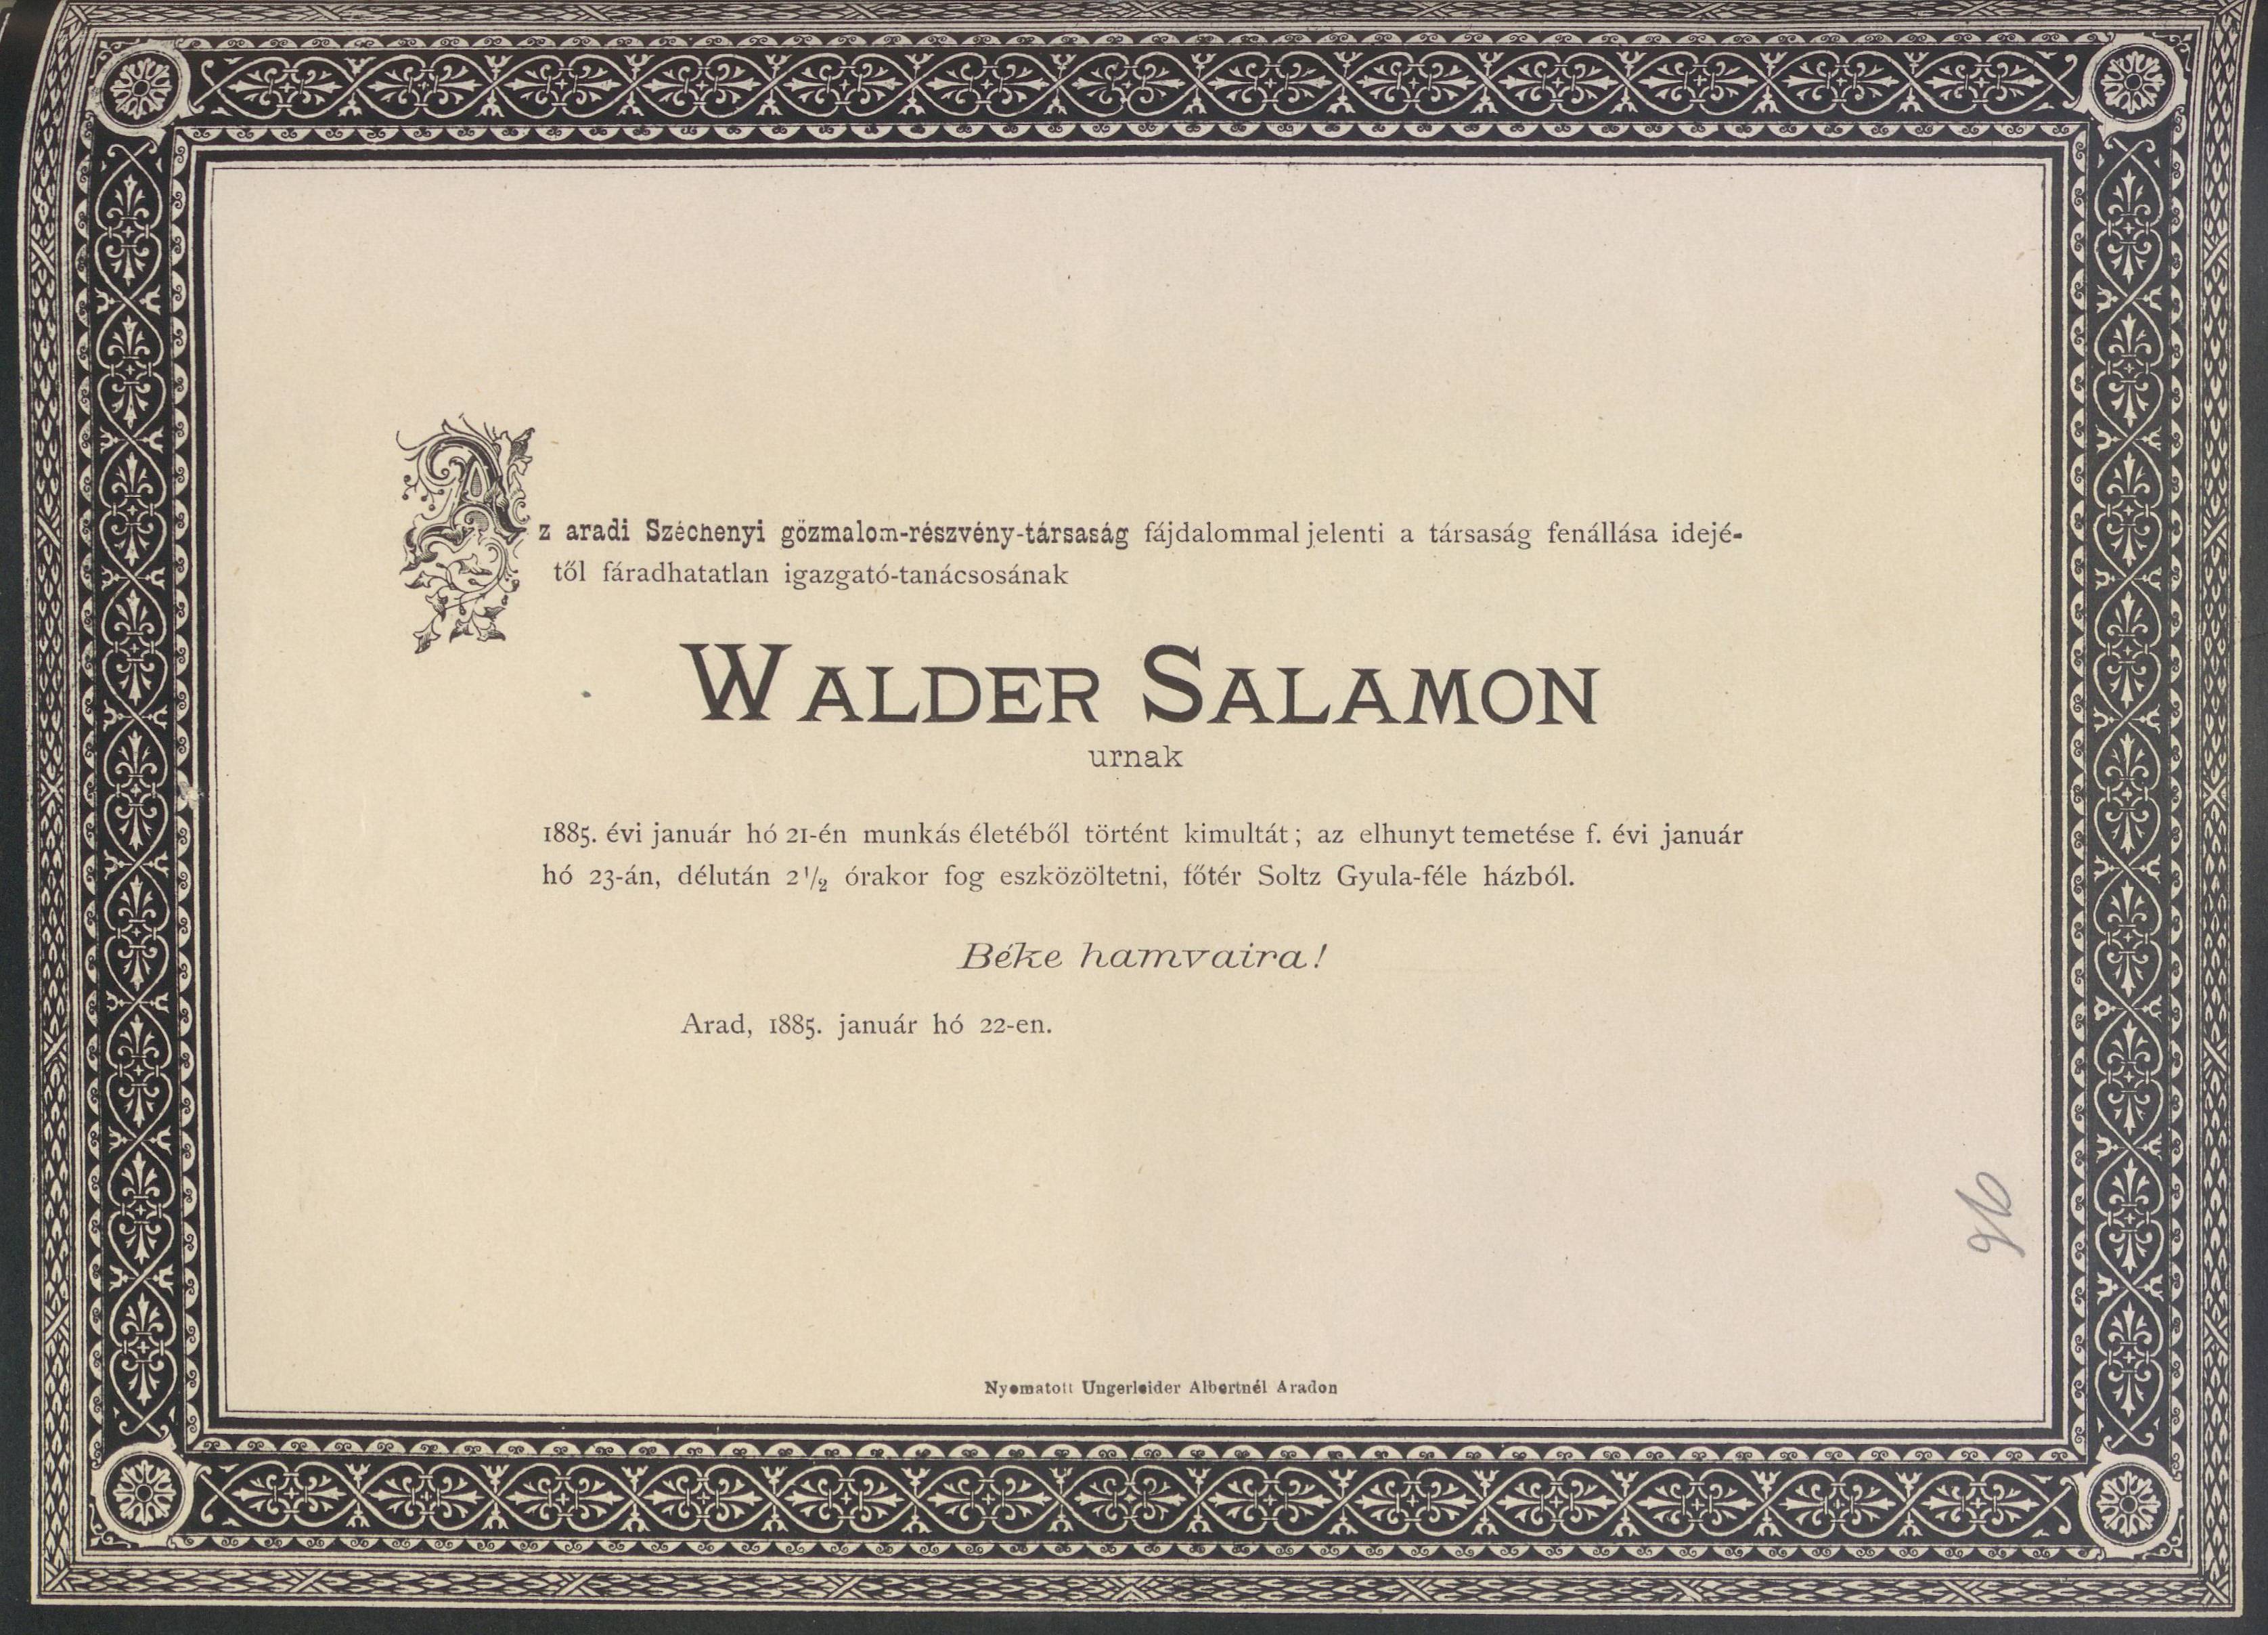 Az aradi Széchenyi gőzmalom-részvény-társaság fájdalommal jelenti a társaság fenállása idejé-
től fáradhatatlan igazgató-tanácsosának
WALDER SALAMON
urnak
1885. évi január hó 21-én munkás életéből történt kimultát; az elhunyt temetése f. évi január
hó 23-án, délután 2 1/2 órakor fog eszközöltetni, főtér Soltz Gyula-féle házból.
Béke hamvaira!
Arad, 1885. január hó 22-en.
Nyomatott Ungerleider Albertnél Aradon